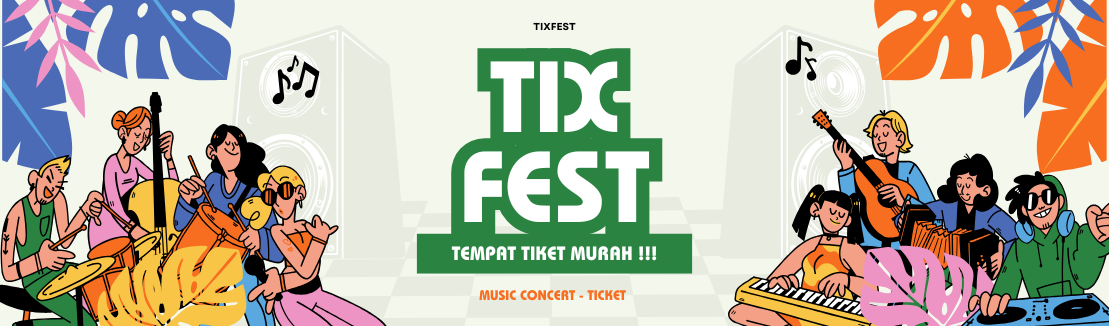 TIXFEST
TIX
FEST
TEMPAT TIKET MURAH !!!
MUSIC CONCERT - TICKET